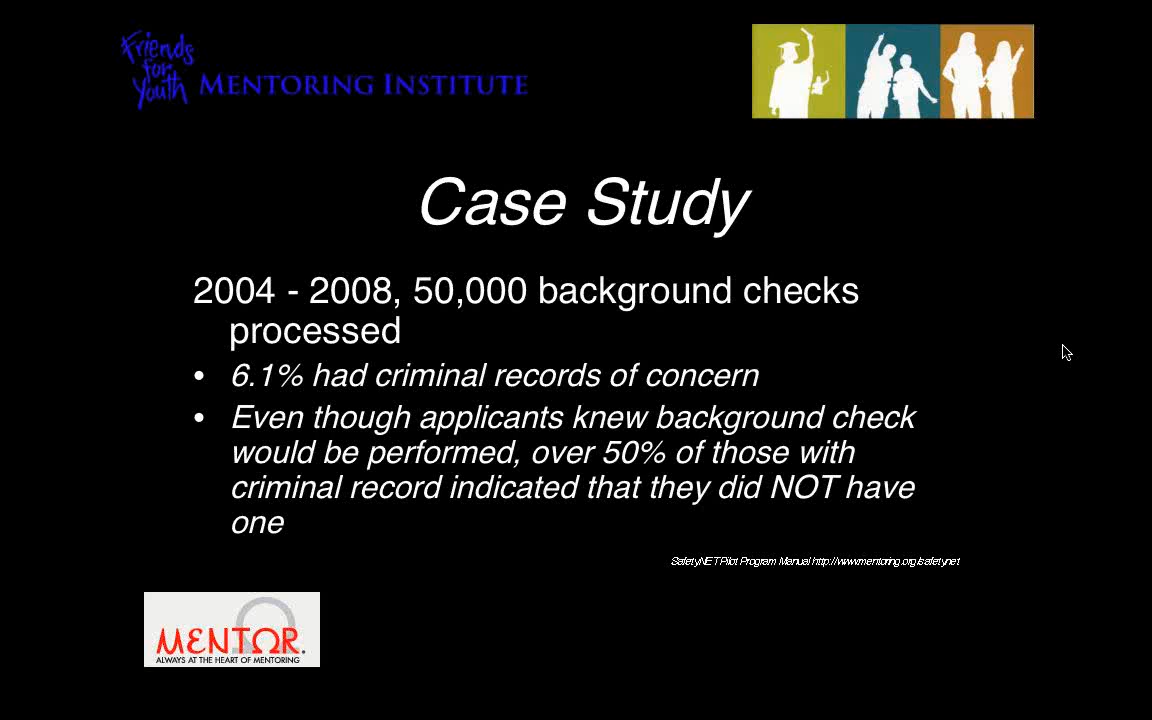 Friends
for
Youth MENTORING INSTITUTE
Case Study
2004 - 2008, 50,000 background checks
processed
• 6.1% had criminal records of concern
• Even though applicants knew background check
would be performed, over 50% of those with
criminal record indicated that they did NOT have
one
SafetyNET Pilot Program Manual http://www.mentoring.org/safetynet
MENTOR.
ALWAYS AT THE HEART OF MENTORING